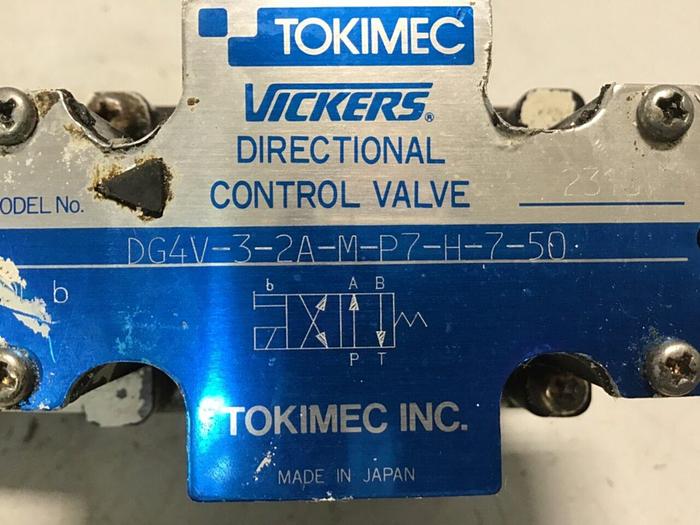 TOKIMEC
VICKERS®
DIRECTIONAL
CONTROL VALVE
ODEL No.
DG4V-3-2A-M-P7-H-7-50
b
b A B
P T
TOKIMEC INC.
MADE IN JAPAN